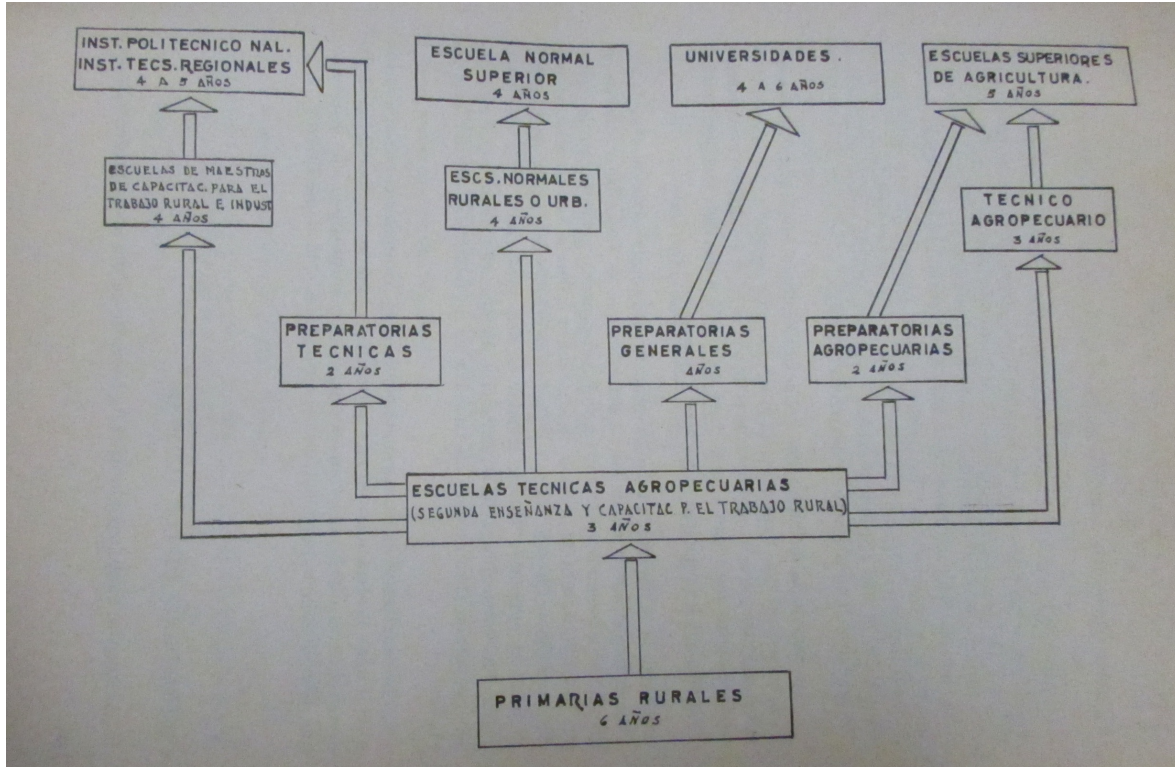 INST. POLITECNICO NAL.
INST. TECS. REGIONALES
4 A 5 AÑOS
ESCUELA NORMAL
SUPERIOR
4 AÑOS
UNIVERSIDADES.
4 A 6 AÑOS
ESCUELAS SUPERIORES
DE AGRICULTURA.
5 AÑOS
ESCUELAS DE MAESTROS
DE CAPACITAC. PARA EL
TRABAJO RURAL E INDUST
4 AÑOS
ESCS. NORMALES
RURALES O URB.
4 AÑOS
TECNICO
AGROPECUARIO
3 AÑOS
PREPARATORIAS
TECNICAS
2 AÑOS
PREPARATORIAS
GENERALES
AÑOS
PREPARATORIAS
AGROPECUARIAS
2 AÑOS
ESCUELAS TECNICAS AGROPECUARIAS
(SEGUNDA ENSEÑANZA Y CAPACITAC P. EL TRABAJO RURAL)
3 AÑOS
PRIMARIAS RURALES
6 AÑOS